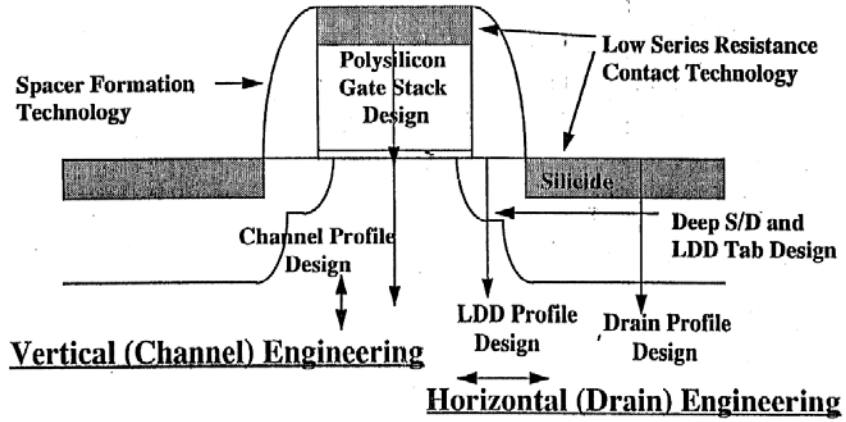 Polysilicon
Gate Stack
Design
Low Series Resistance
Contact Technology
Spacer Formation
Technology
Silicide
Channel Profile
Design
Deep S/D and
LDD Tab Design
LDD Profile
Design
Drain Profile
Design
Vertical (Channel) Engineering
Horizontal (Drain) Engineering